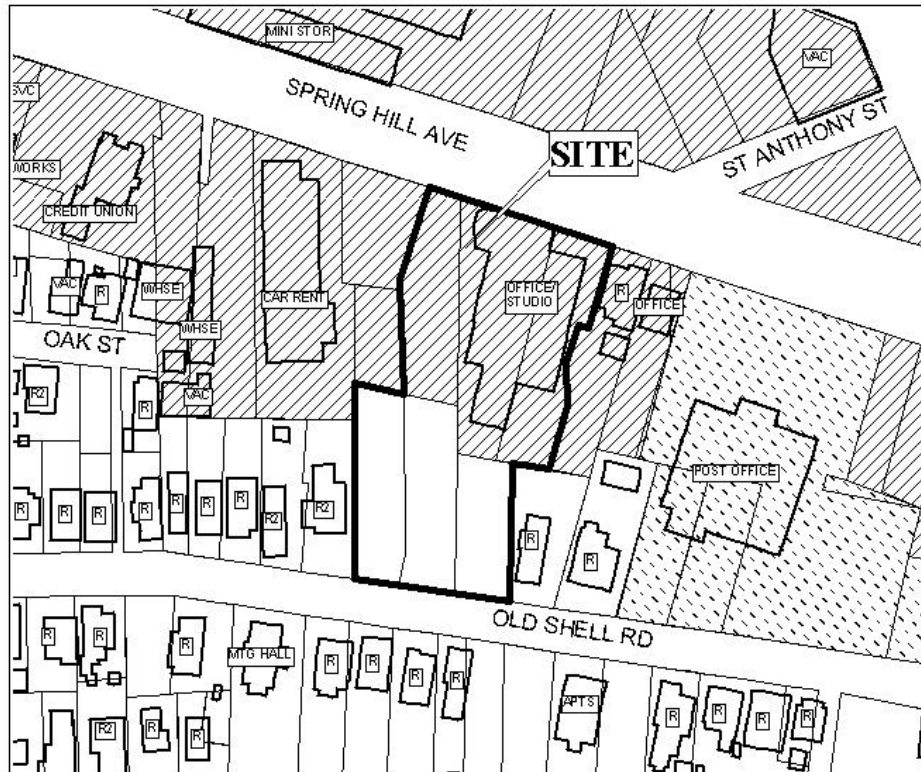 MINI STOR
VAC
SPRING HILL AVE
ST ANTHONY ST
SITE
SVC
WORKS
CREDIT UNION
VAC
R
WHSE
CAR RENT
OFFICE/
STUDIO
R
OFFICE
WHSE
OAK ST
R2
R
VAC
POST OFFICE
R
R
R
R
R
R
R
R2
R2
R
R
OLD SHELL RD
R
R
R
MTG HALL
R
R
R
R
APTS
R
R
R
R
R2
R
R